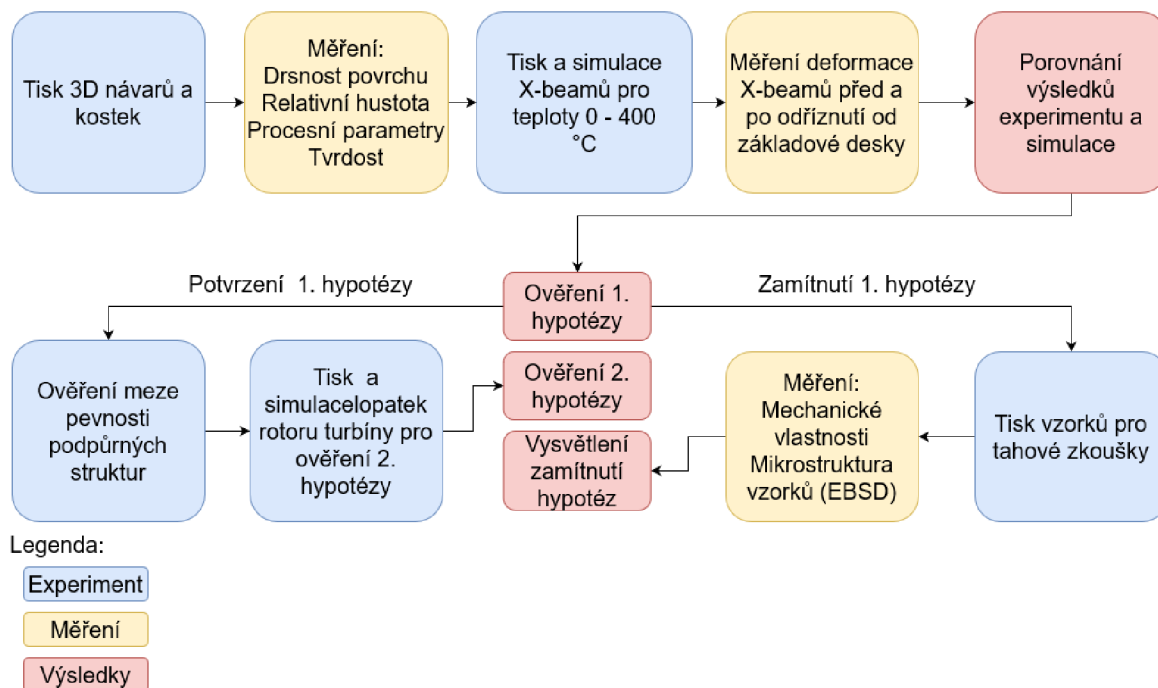 Tisk 3D návarů a
kostek
Měření:
Drsnost povrchu
Relativní hustota
Procesní parametry
Tvrdost
Tisk a simulace
X-beamů pro
teploty 0 - 400
°C
Měření deformace
X-beamů před a
po odříznutí od
základové desky
Porovnání
výsledků
experimentu a
simulace
Potvrzení 1. hypotézy
Ověření 1.
hypotézy
Zamítnutí 1. hypotézy
Ověření meze
pevnosti
podpůrných
struktur
Tisk a
simulacelopatek
rotoru turbíny pro
ověření 2.
hypotézy
Ověření 2.
hypotézy
Vysvětlení
zamítnutí
hypotéz
Měření:
Mechanické
vlastnosti
Mikrostruktura
vzorků (EBSD)
Tisk vzorků pro
tahové zkoušky
Legenda:
Experiment
Měření
Výsledky